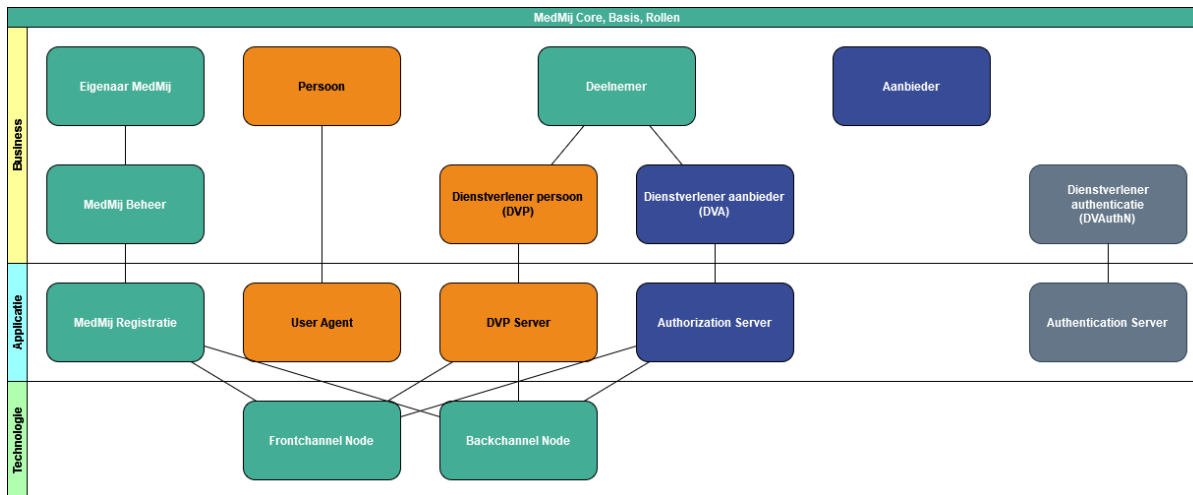 MedMij Core, Basis, Rollen
Business
Eigenaar MedMij
Persoon
Deelnemer
Aanbieder
MedMij Beheer
Dienstverlener persoon
(DVP)
Dienstverlener aanbieder
(DVA)
Dienstverlener
authenticatie
(DVAuthN)
Applicatie
MedMij Registratie
User Agent
DVP Server
Authorization Server
Authentication Server
Technologie
Frontchannel Node
Backchannel Node